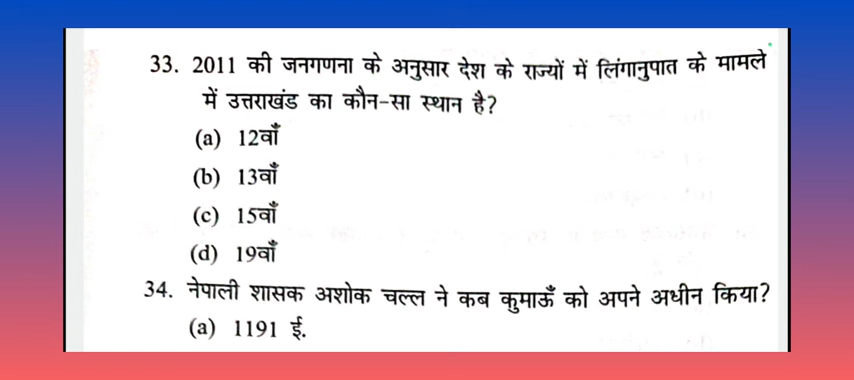 33. 2011 की जनगणना के अनुसार देश के राज्यों में लिंगानुपात के मामले
में उत्तराखंड का कौन-सा स्थान है?
(a) 12वाँ
(b) 13वाँ
(c) 15वाँ
(d) 19वाँ
34. नेपाली शासक अशोक चल्ल ने कब कुमाऊँ को अपने अधीन किया?
(a) 1191 ई.